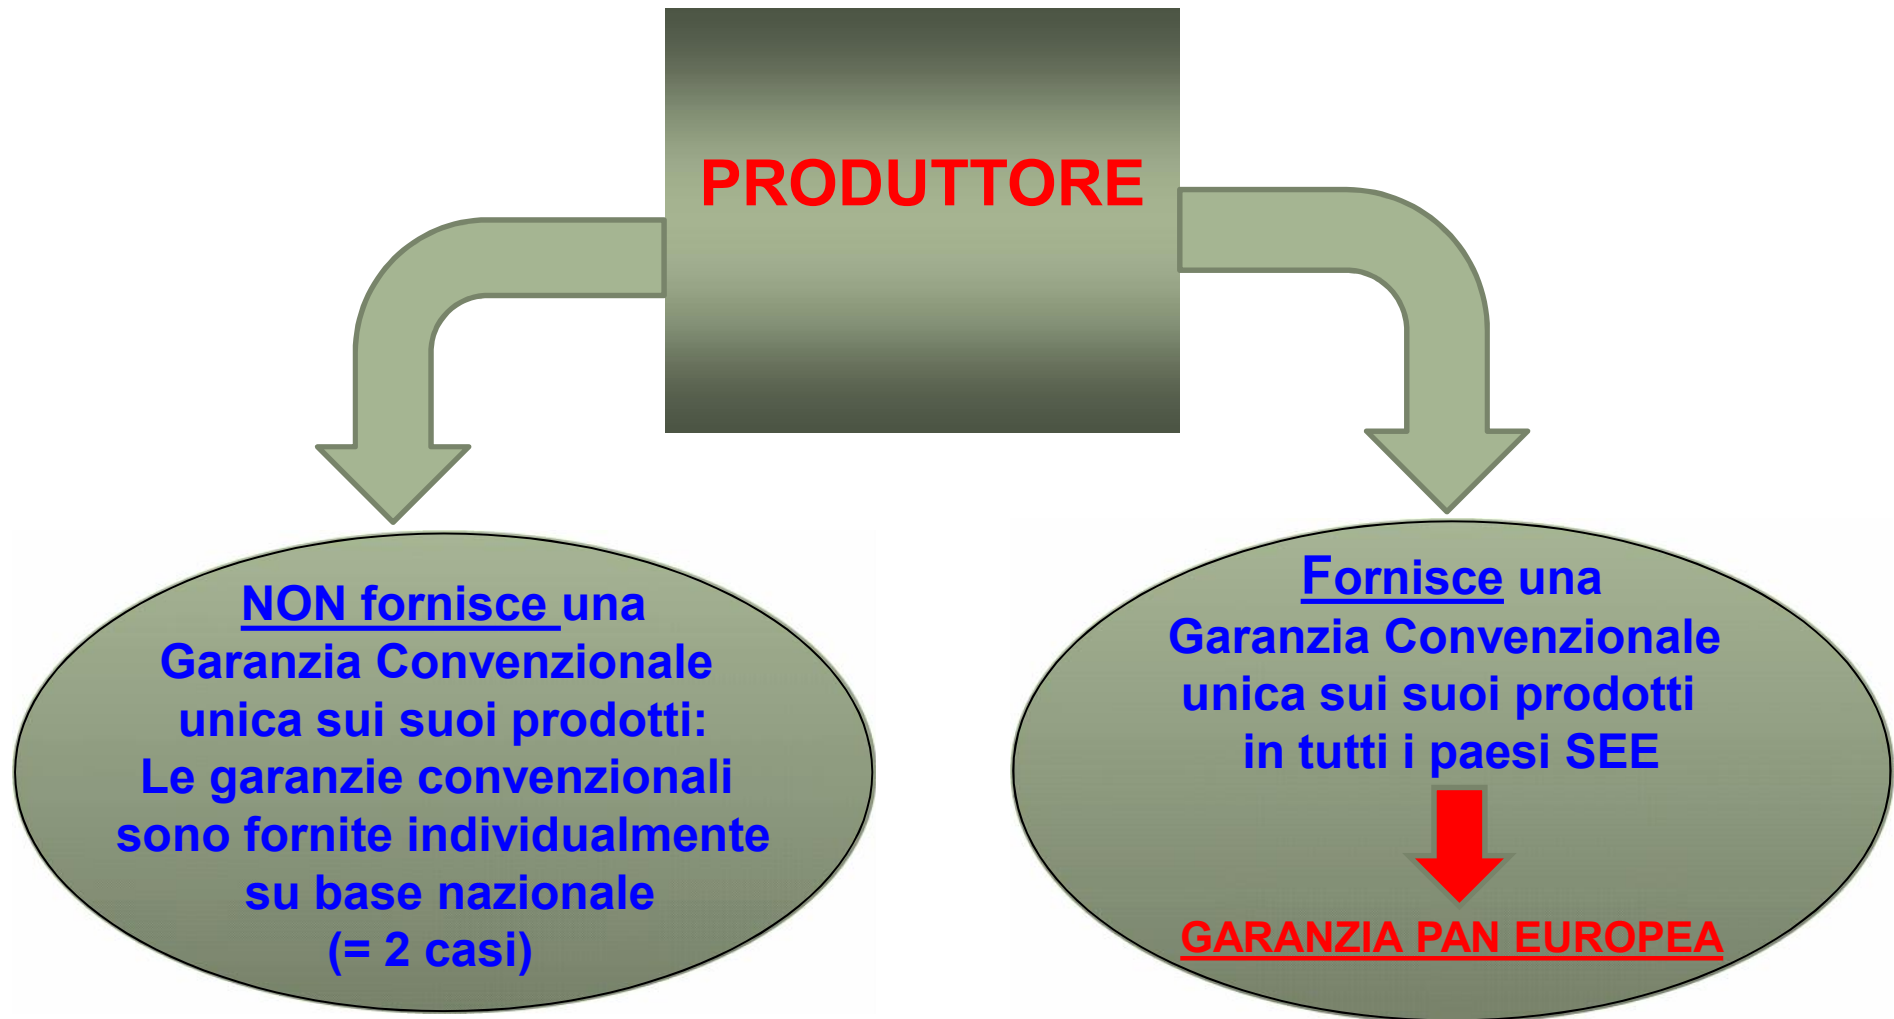 PRODUTTORE
NON fornisce una
Garanzia Convenzionale
unica sui suoi prodotti:
Le garanzie convenzionali
sono fornite individualmente
su base nazionale
(= 2 casi)
Fornisce una
Garanzia Convenzionale
unica sui suoi prodotti
in tutti i paesi SEE
GARANZIA PAN EUROPEA